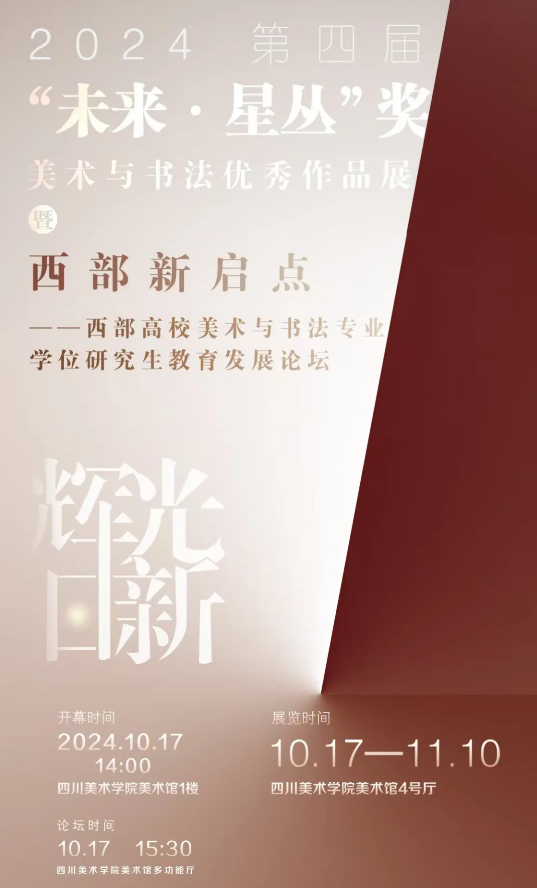 2024 第四届
“未来·星丛”奖
美术与书法优秀作品展
暨
西部新启点
——西部高校美术与书法专业
学位研究生教育发展论坛
辉光
日新
开幕时间
2024.10.17
14:00
四川美术学院美术馆1楼
展览时间
10.17—11.10
四川美术学院美术馆4号厅
论坛时间
10.17 15:30
四川美术学院美术馆多功能厅